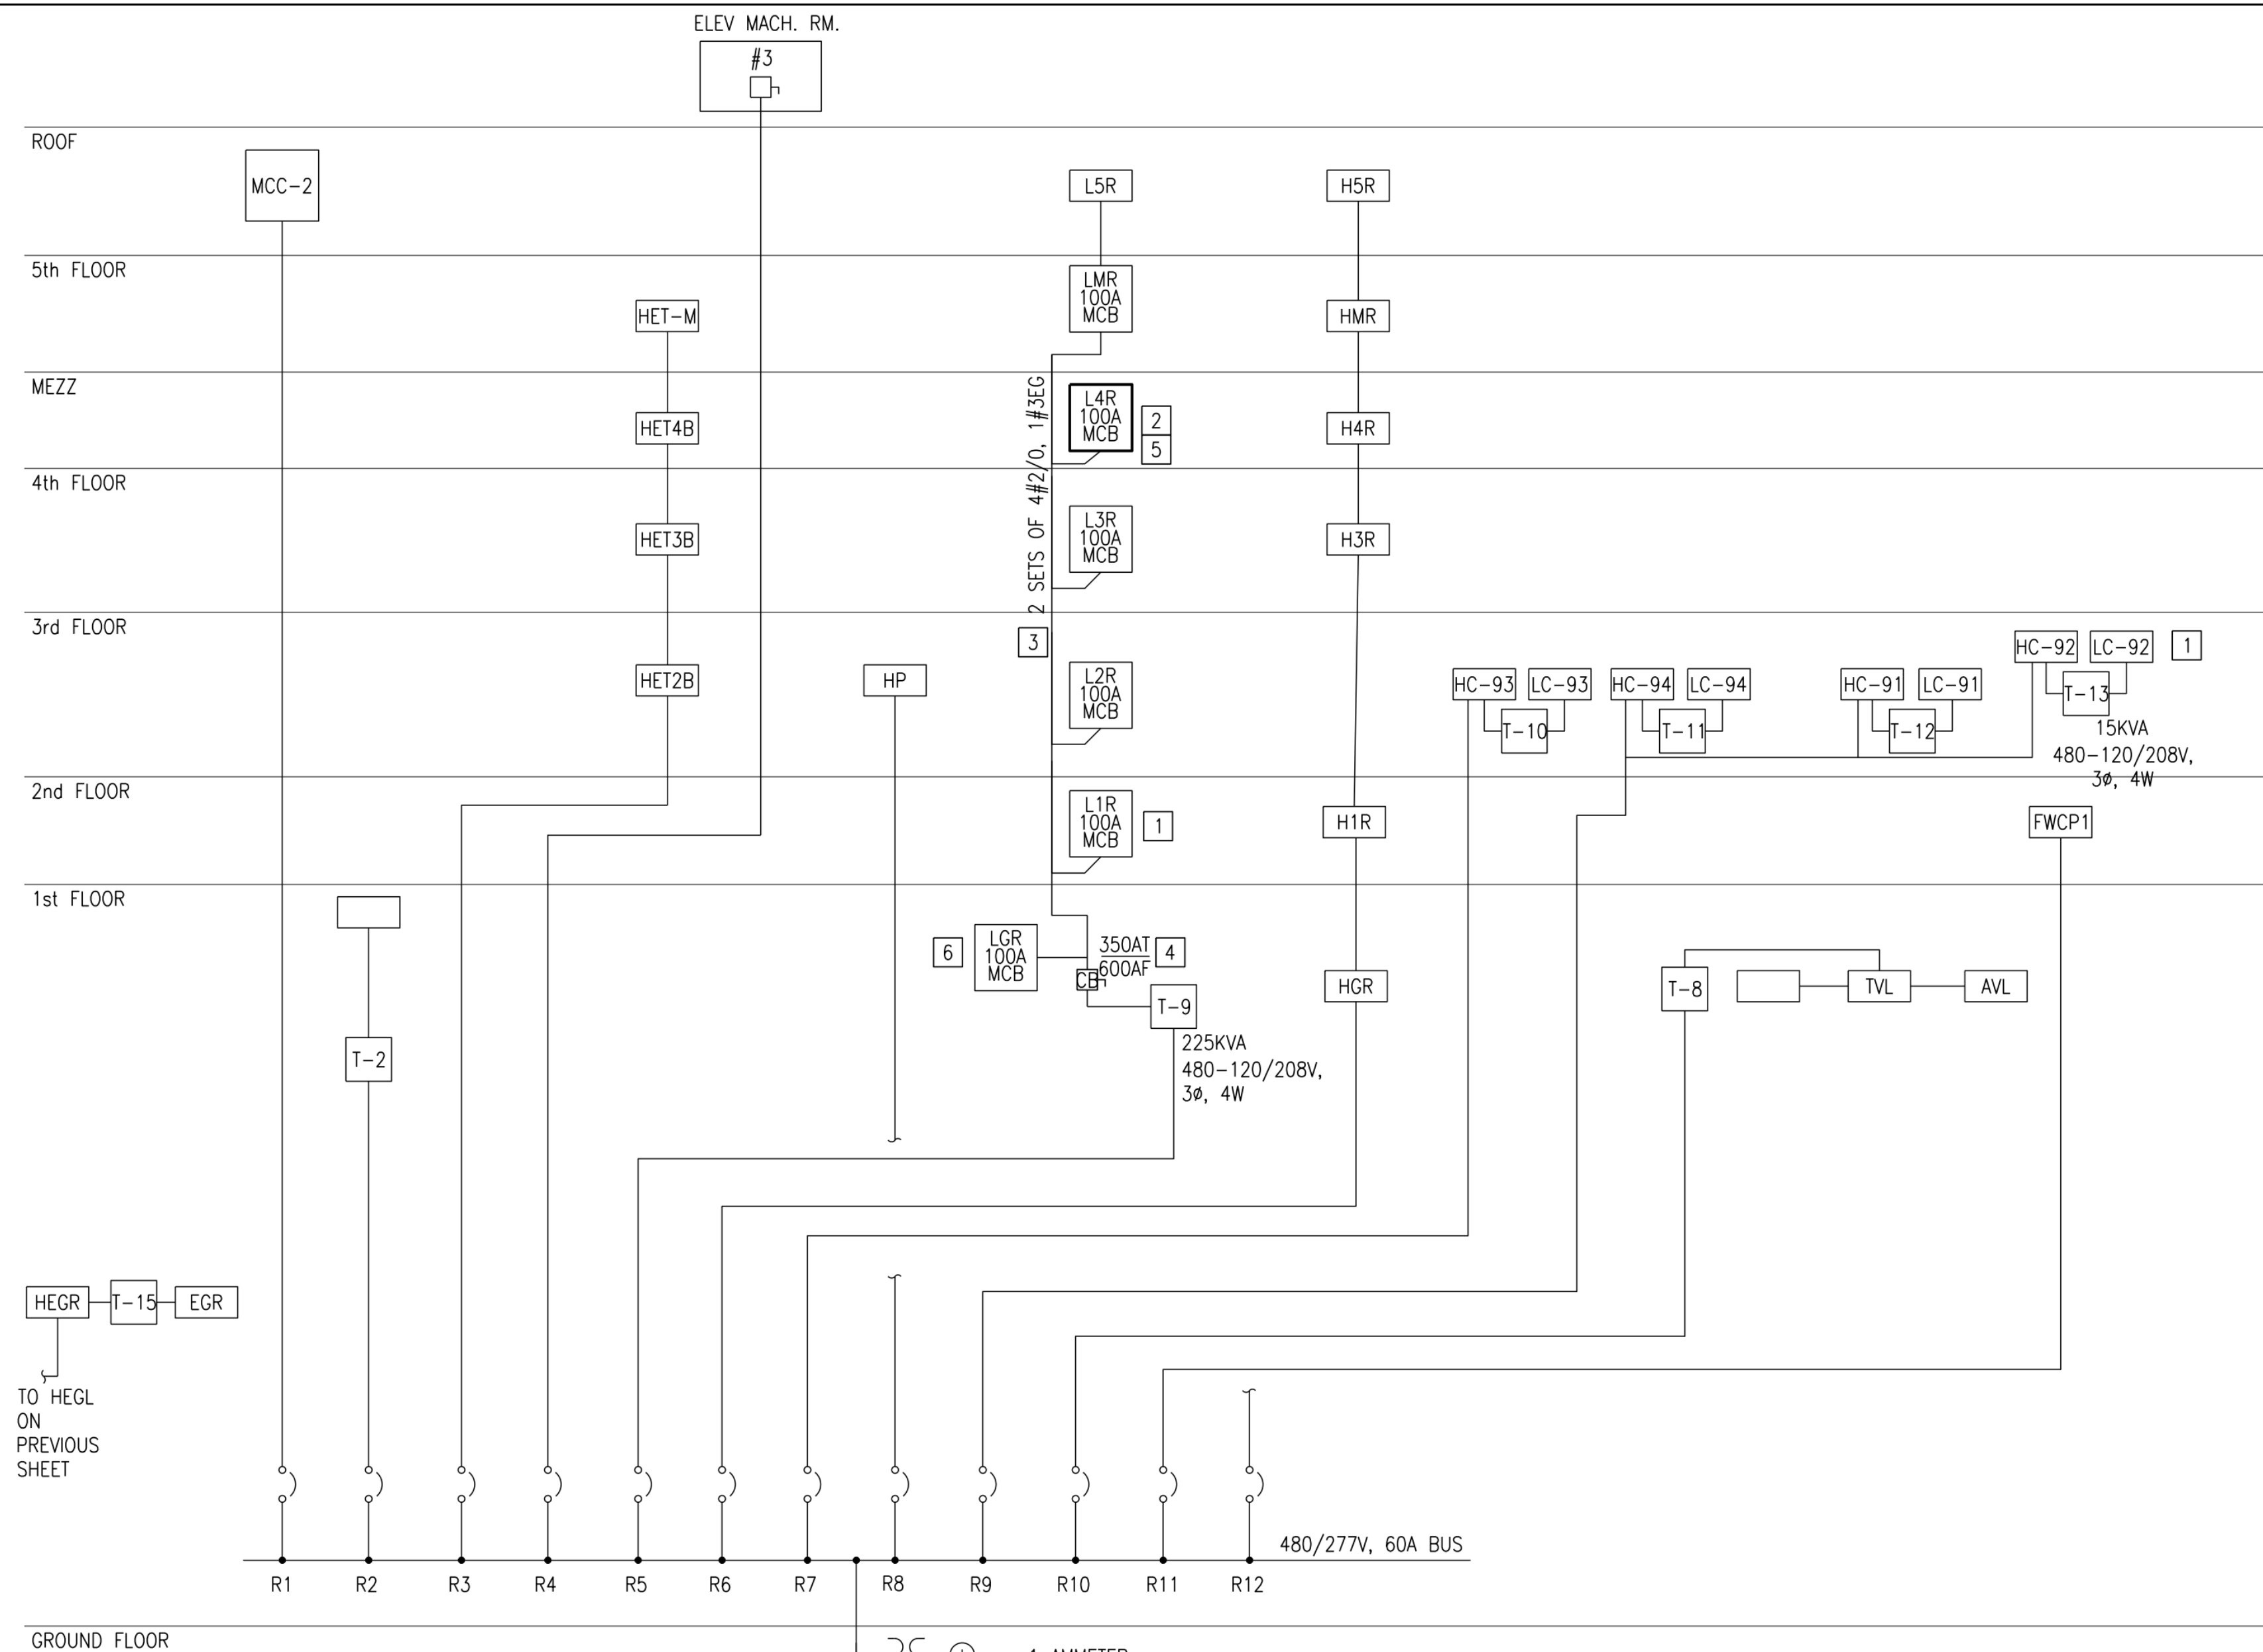 ELEV MACH. RM.
#3
ROOF
MCC-2
L5R
H5R
5th FLOOR
LMR
100A
MCB
HET-M
HMR
MEZZ
L4R
100A
MCB
2
5
HET4B
H4R
2 SETS OF 4#2/0, 1#3EG
4th FLOOR
L3R
100A
MCB
HET3B
H3R
3rd FLOOR
3
HC-92
LC-92
1
HET2B
HP
L2R
100A
MCB
HC-93
LC-93
HC-94
LC-94
HC-91
LC-91
T-13
T-10
T-11
T-12
15KVA
480-120/208V,
3ø, 4W
2nd FLOOR
L1R
100A
MCB
1
H1R
FWCP1
1st FLOOR
6
LGR
100A
MCB
350AT
600AF
4
CB
T-9
HGR
T-8
TVL
AVL
T-2
225KVA
480-120/208V,
3ø, 4W
HEGR
T-15
EGR
TO HEGL
ON
PREVIOUS
SHEET
480/277V, 60A BUS
R1
R2
R3
R4
R5
R6
R7
R8
R9
R10
R11
R12
GROUND FLOOR
AMMETER